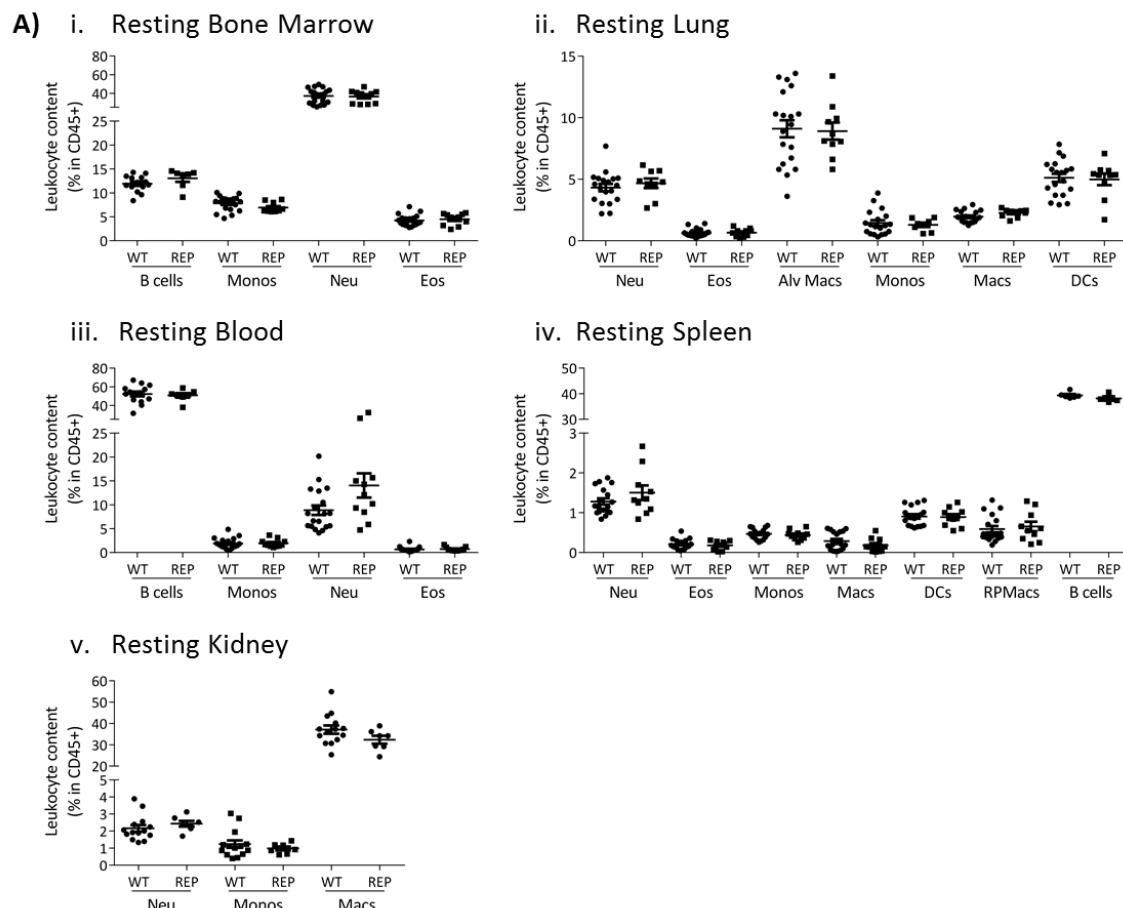 A) i. Resting Bone Marrow
Leukocyte content
(% in CD45+)
80
60
40
25
20
15
10
5
0
WT REP WT REP WT REP WT REP
B cells Monos Neu Eos
ii. Resting Lung
Leukocyte content
(% in CD45+)
15
10
5
0
WT REP WT REP WT REP WT REP WT REP WT REP
Neu Eos Alv Macs Monos Macs DCs
iii. Resting Blood
Leukocyte content
(% in CD45+)
80
60
40
25
20
15
10
5
0
WT REP WT REP WT REP WT REP
B cells Monos Neu Eos
iv. Resting Spleen
Leukocyte content
(% in CD45+)
50
40
30
3
2
1
0
WT REP WT REP WT REP WT REP WT REP WT REP WT REP
Neu Eos Monos Macs DCs RPMacs B cells
v. Resting Kidney
Leukocyte content
(% in CD45+)
60
50
40
30
20
5
4
3
2
1
0
WT REP WT REP WT REP
Neu Monos Macs